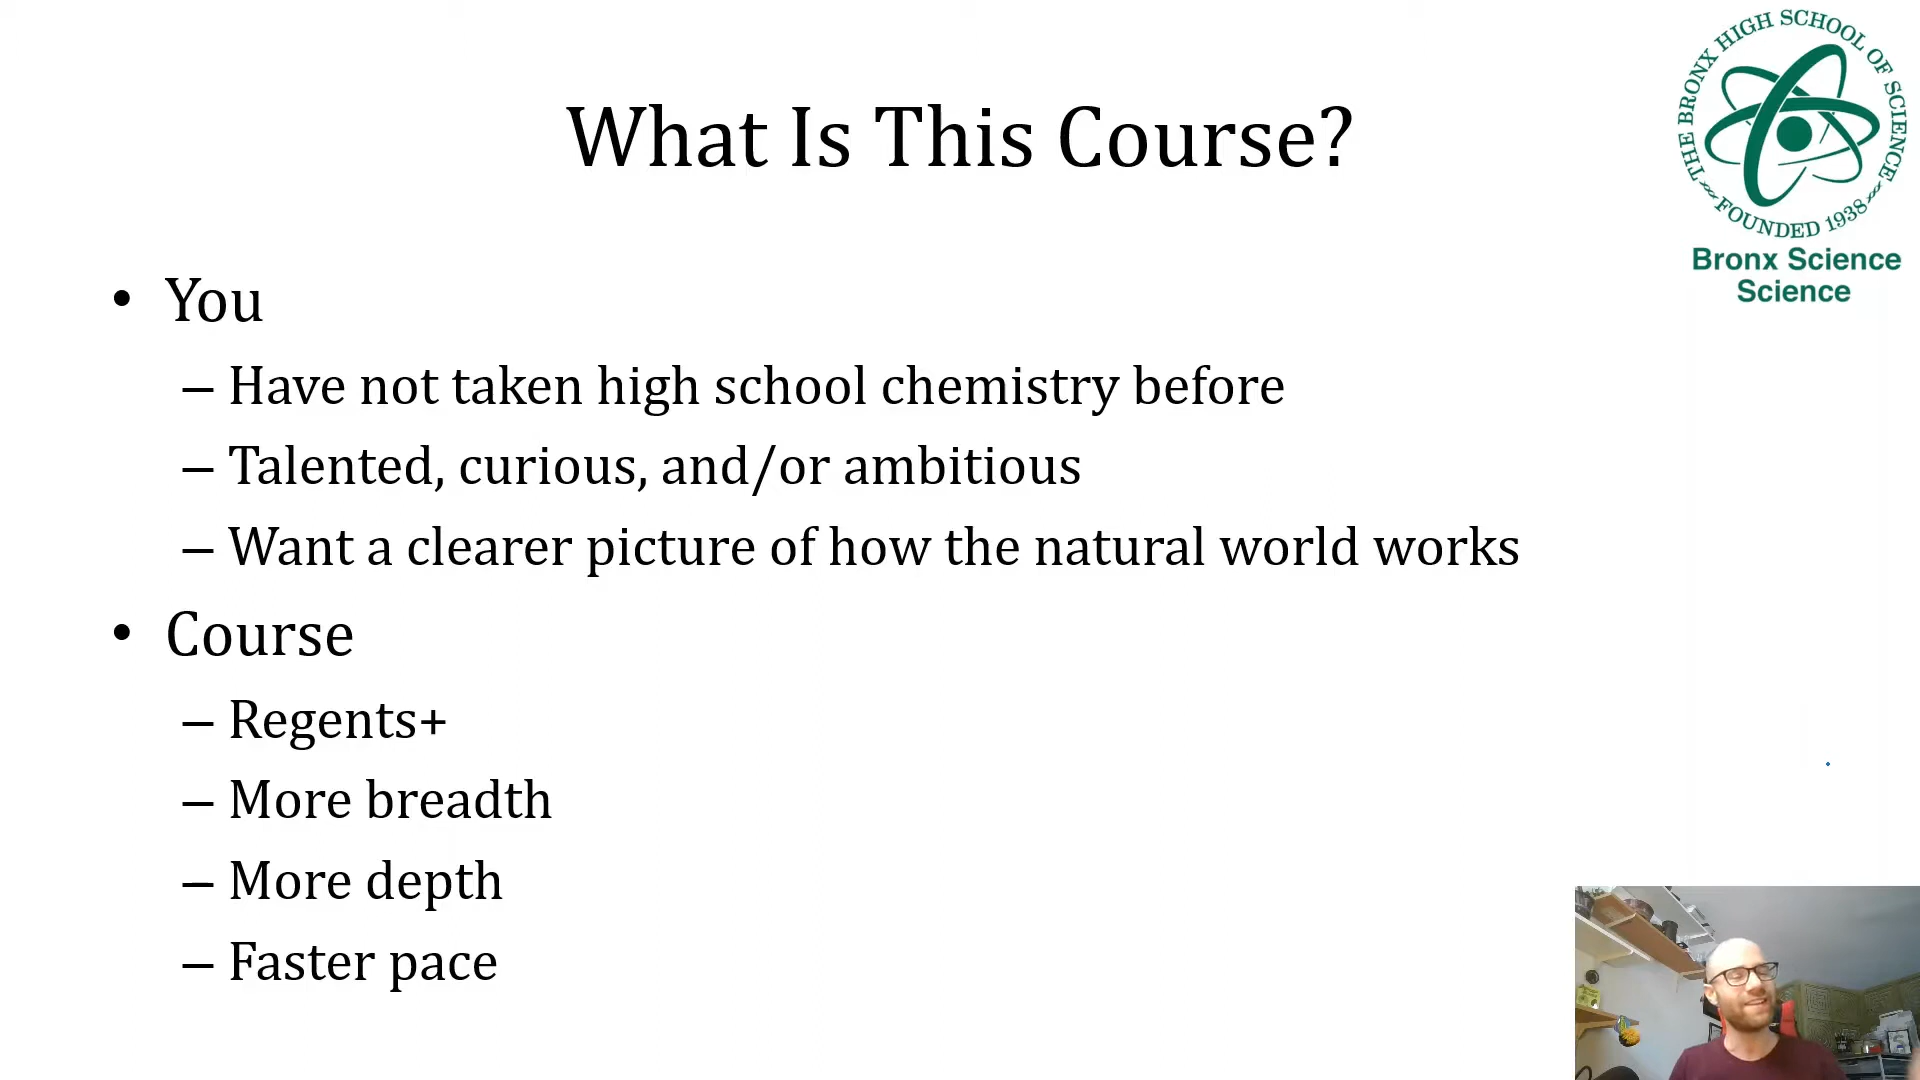 What Is This Course?
THE BRONX HIGH SCHOOL OF SCIENCE
FOUNDED 1938
Bronx Science
Science
• You
– Have not taken high school chemistry before
– Talented, curious, and/or ambitious
– Want a clearer picture of how the natural world works
• Course
– Regents+
– More breadth
– More depth
– Faster pace